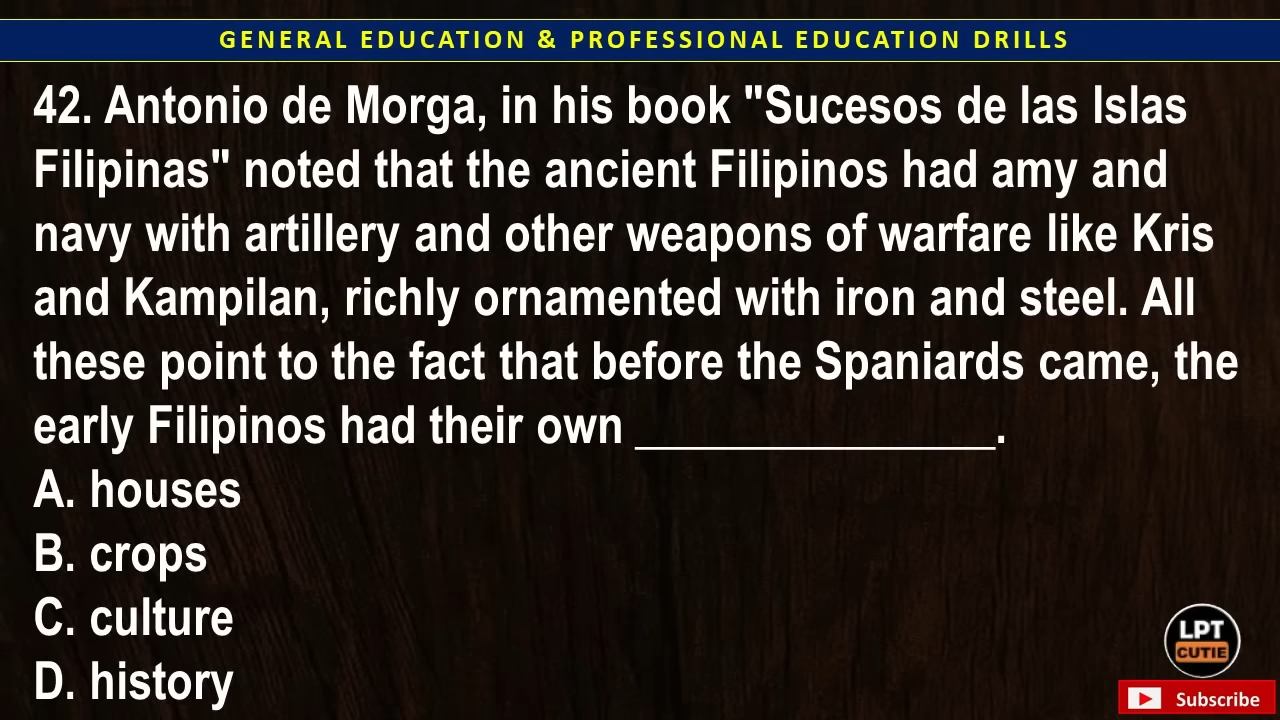 GENERAL EDUCATION & PROFESSIONAL EDUCATION DRILLS
42. Antonio de Morga, in his book "Sucesos de las Islas
Filipinas" noted that the ancient Filipinos had amy and
navy with artillery and other weapons of warfare like Kris
and Kampilan, richly ornamented with iron and steel. All
these point to the fact that before the Spaniards came, the
early Filipinos had their own _______________.
A. houses
B. crops
C. culture
D. history
LPT
CUTIE
Subscribe